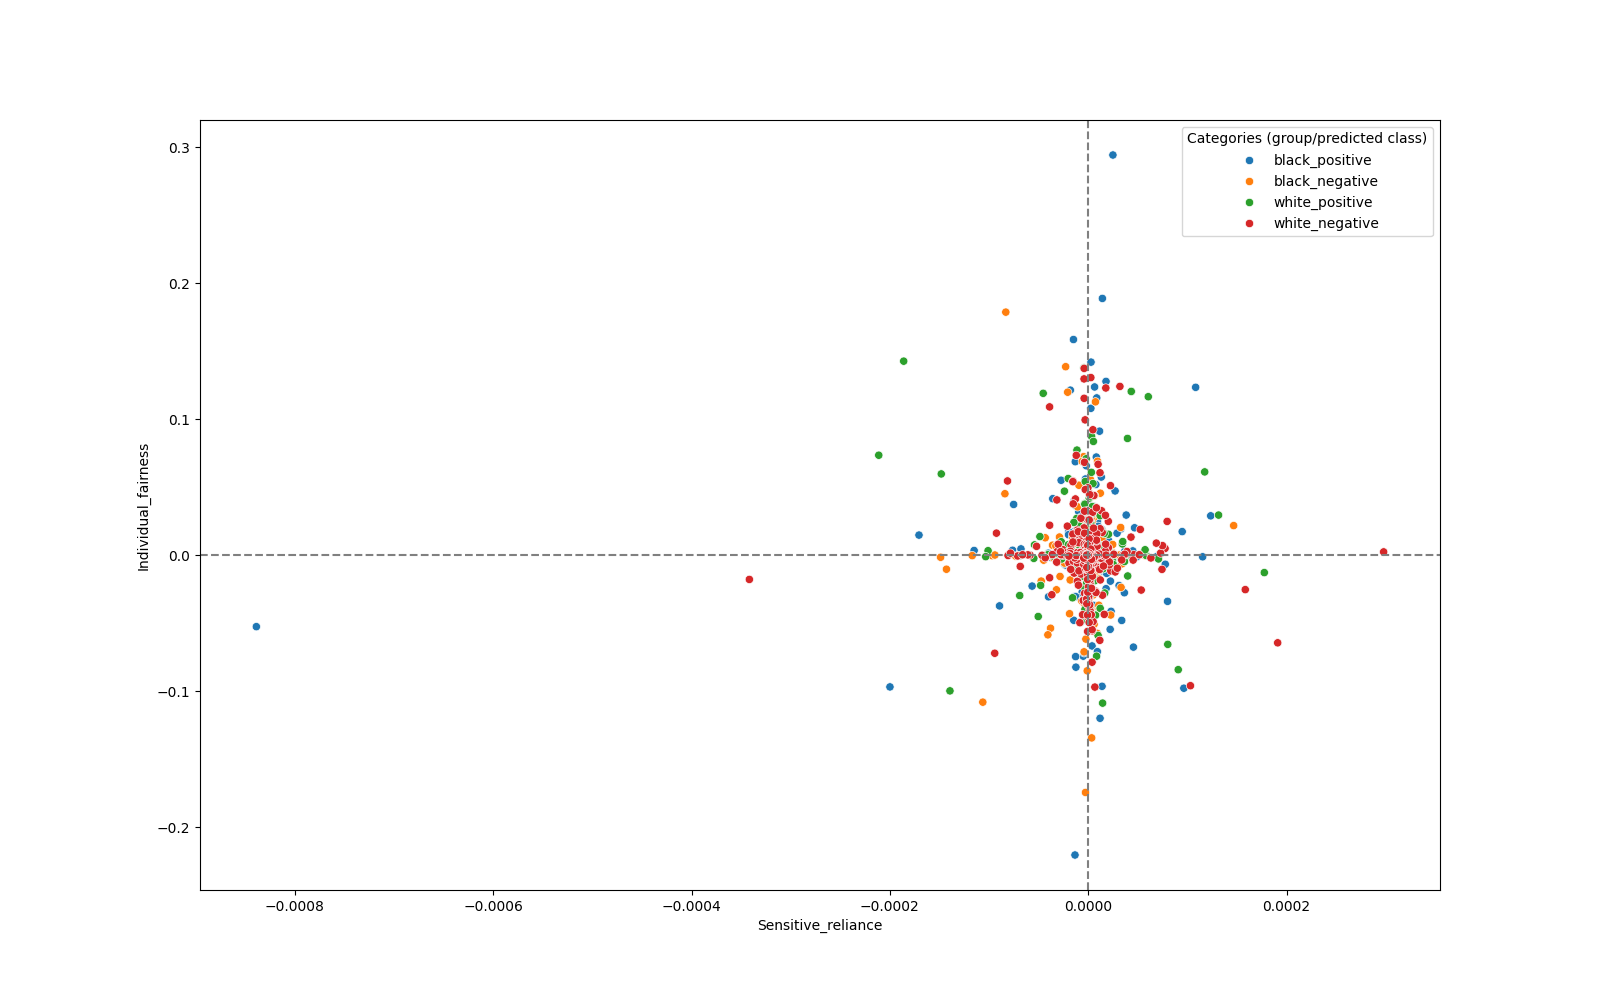 Categories (group/predicted class)
black_positive
black_negative
white_positive
white_negative
0.3
0.2
0.1
0.0
−0.1
−0.2
Individual_fairness
−0.0008
−0.0006
−0.0004
−0.0002
0.0000
0.0002
Sensitive_reliance